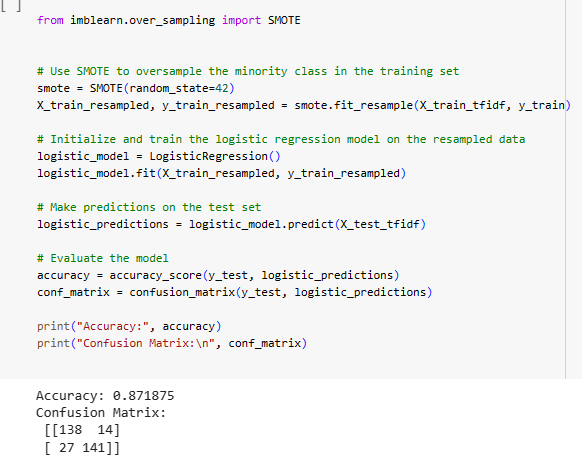 [ ]
from imblearn.over_sampling import SMOTE
# Use SMOTE to oversample the minority class in the training set
smote = SMOTE(random_state=42)
X_train_resampled, y_train_resampled = smote.fit_resample(X_train_tfidf, y_train)
# Initialize and train the logistic regression model on the resampled data
logistic_model = LogisticRegression()
logistic_model.fit(X_train_resampled, y_train_resampled)
# Make predictions on the test set
logistic_predictions = logistic_model.predict(X_test_tfidf)
# Evaluate the model
accuracy = accuracy_score(y_test, logistic_predictions)
conf_matrix = confusion_matrix(y_test, logistic_predictions)
print("Accuracy:", accuracy)
print("Confusion Matrix:\n", conf_matrix)
Accuracy: 0.871875
Confusion Matrix:
[[138  14]
[ 27 141]]